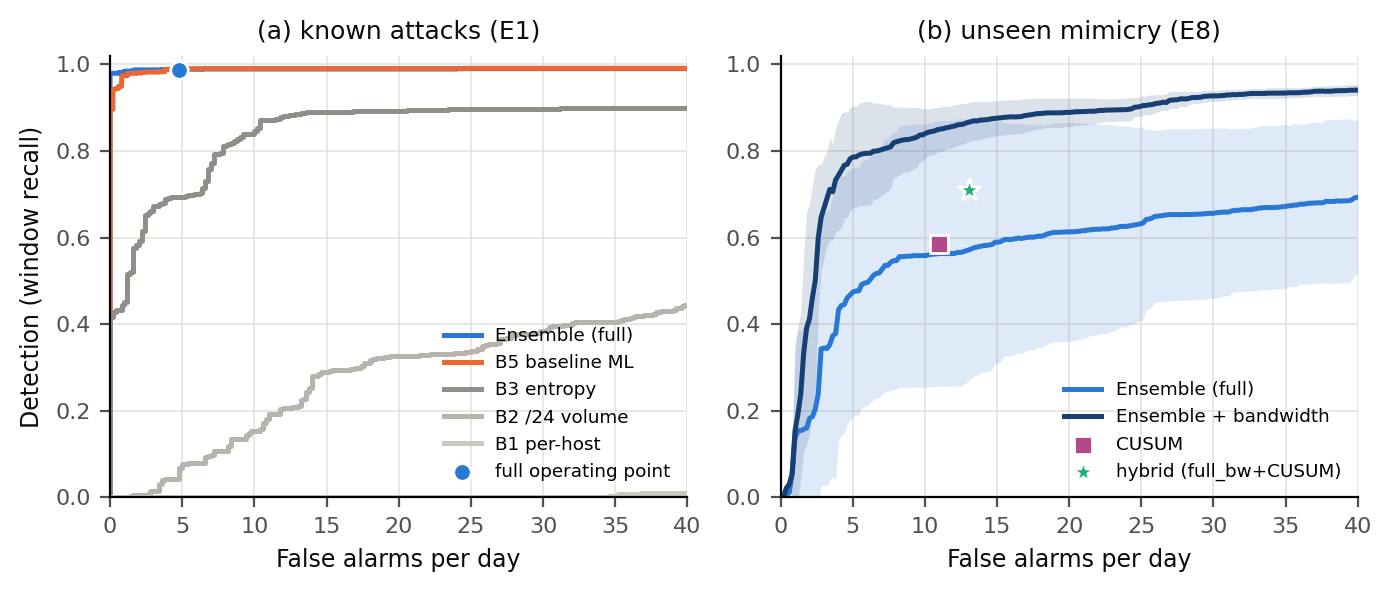 (a) known attacks (E1)
Detection (window recall)
1.0
0.8
0.6
0.4
0.2
0.0
0
5
10
15
20
25
30
35
40
False alarms per day
Ensemble (full)
B5 baseline ML
B3 entropy
B2 /24 volume
B1 per-host
full operating point
(b) unseen mimicry (E8)
1.0
0.8
0.6
0.4
0.2
0.0
0
5
10
15
20
25
30
35
40
False alarms per day
Ensemble (full)
Ensemble + bandwidth
CUSUM
hybrid (full_bw+CUSUM)